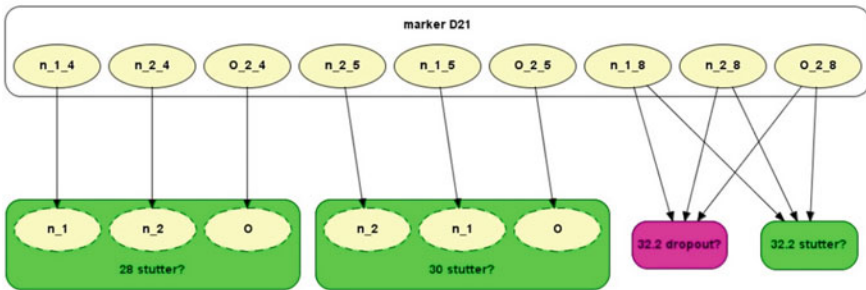 marker D21
n_1_4 n_2_4 O_2_4 n_2_5 n_1_5 O_2_5 n_1_8 n_2_8 O_2_8
n_1 n_2 O n_2 n_1 O
32.2 dropout? 32.2 stutter?
28 stutter? 30 stutter?